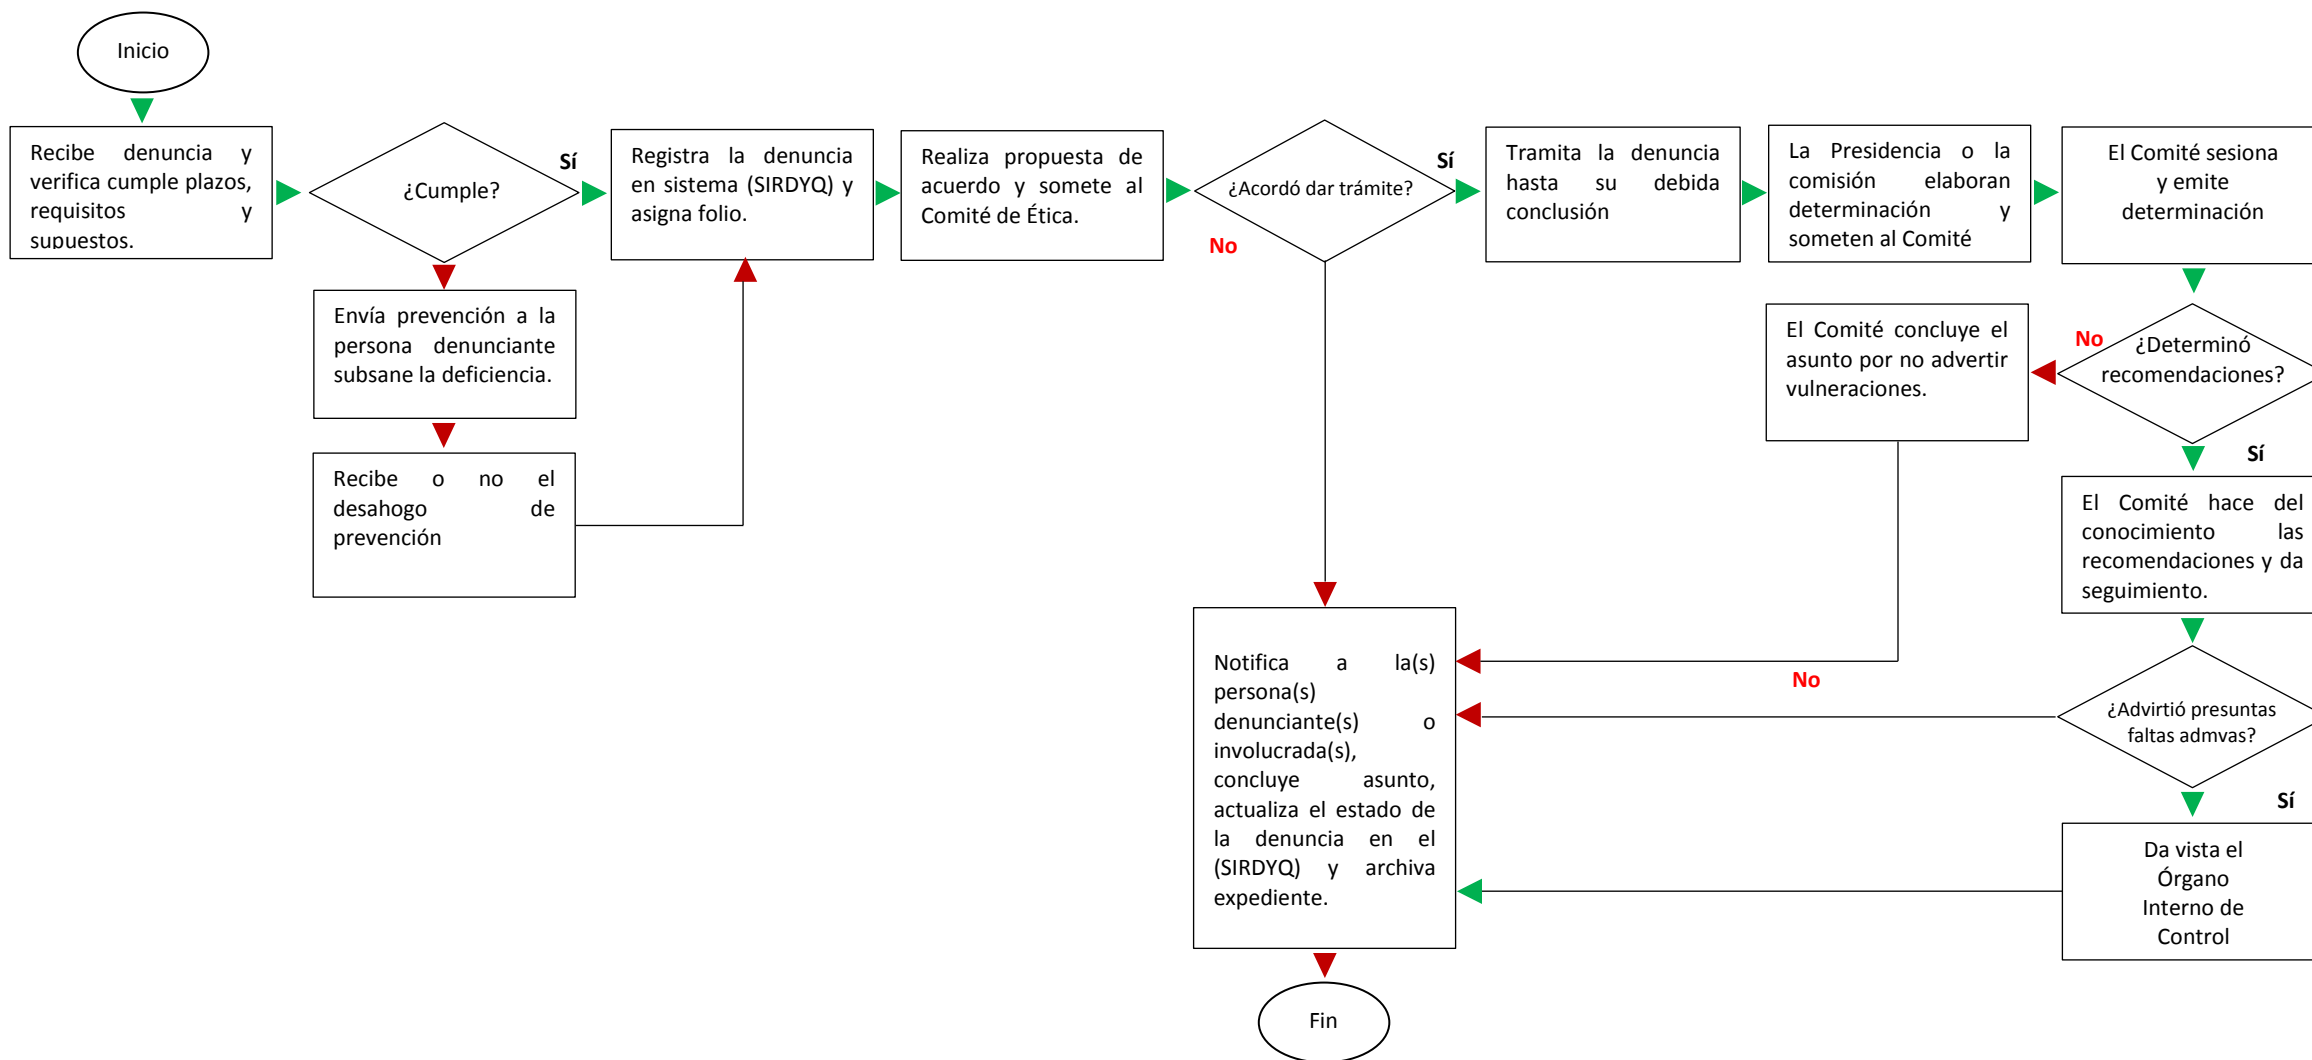 Inicio
Recibe denuncia y
verifica cumple plazos,
requisitos y
supuestos.
¿Cumple?
Sí
Registra la denuncia
en sistema (SIRDYQ) y
asigna folio.
Realiza propuesta de
acuerdo y somete al
Comité de Ética.
¿Acordó dar trámite?
Sí
No
Tramita la denuncia
hasta su debida
conclusión
La Presidencia o la
comisión elaboran
determinación y
someten al Comité
El Comité sesiona
y emite
determinación
Envía prevención a la
persona denunciante
subsane la deficiencia.
Recibe o no el
desahogo de
prevención
El Comité concluye el
asunto por no advertir
vulneraciones.
No
¿Determinó
recomendaciones?
Sí
El Comité hace del
conocimiento las
recomendaciones y da
seguimiento.
No
¿Advirtió presuntas
faltas admvas?
Sí
Da vista el
Órgano
Interno de
Control
Notifica a la(s)
persona(s)
denunciante(s) o
involucrada(s),
concluye asunto,
actualiza el estado de
la denuncia en el
(SIRDYQ) y archiva
expediente.
Fin